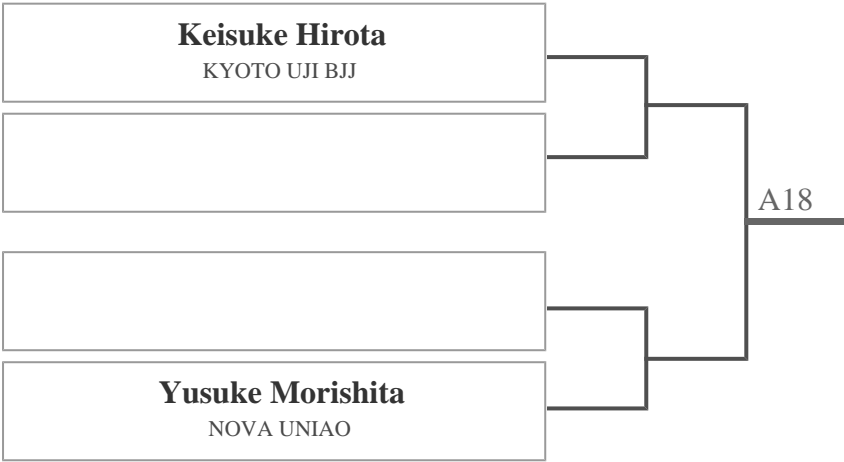 Keisuke Hirota
KYOTO UJI BJJ
A18
Yusuke Morishita
NOVA UNIAO